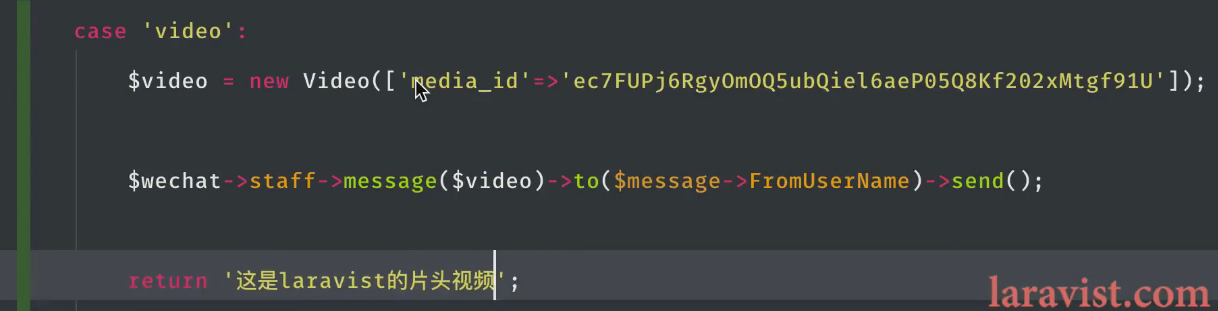 case 'video':
$video = new Video(['media_id'=>'ec7FUPj6RgyOmOQ5ubQiel6aeP05Q8Kf202xMtgf91U']);
$wechat->staff->message($video)->to($message->FromUserName)->send();
return '这是laravist的片头视频';
laravist.com